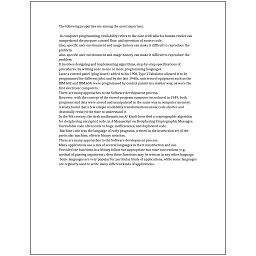 The following properties are among the most important:
In computer programming, readability refers to the ease with which a human reader can
comprehend the purpose, control flow, and operation of source code.
Also, specific user environment and usage history can make it difficult to reproduce the
problem.
Also, specific user environment and usage history can make it difficult to reproduce the
problem.
It involves designing and implementing algorithms, step-by-step specifications of
procedures, by writing code in one or more programming languages.
Later a control panel (plug board) added to his 1906 Type I Tabulator allowed it to be
programmed for different jobs, and by the late 1940s, unit record equipment such as the
IBM 602 and IBM 604, were programmed by control panels in a similar way, as were the
first electronic computers.
There are many approaches to the Software development process.
However, with the concept of the stored-program computer introduced in 1949, both
programs and data were stored and manipulated in the same way in computer memory.
A study found that a few simple readability transformations made code shorter and
drastically reduced the time to understand it.
In the 9th century, the Arab mathematician Al-Kindi described a cryptographic algorithm
for deciphering encrypted code, in A Manuscript on Deciphering Cryptographic Messages.
Unreadable code often leads to bugs, inefficiencies, and duplicated code.
Machine code was the language of early programs, written in the instruction set of the
particular machine, often in binary notation.
There are many approaches to the Software development process.
Many applications use a mix of several languages in their construction and use.
Provided the functions in a library follow the appropriate run-time conventions (e.g.,
method of passing arguments), then these functions may be written in any other language.
Some languages are very popular for particular kinds of applications, while some languages
are regularly used to write many different kinds of applications.